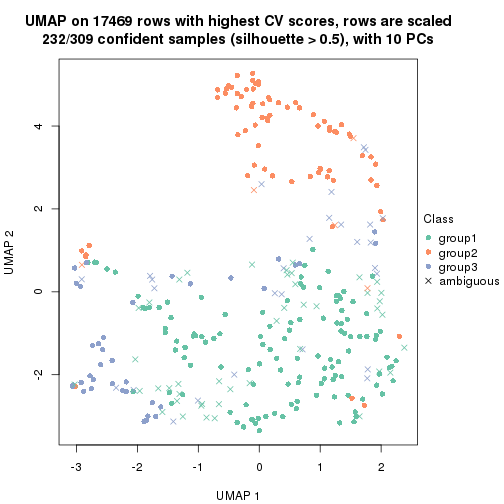 UMAP on 17469 rows with highest CV scores, rows are scaled
232/309 confident samples (silhouette > 0.5), with 10 PCs
4
2
0
-2
UMAP 2
-3
-2
-1
0
1
2
UMAP 1
Class
group1
group2
group3
ambiguous